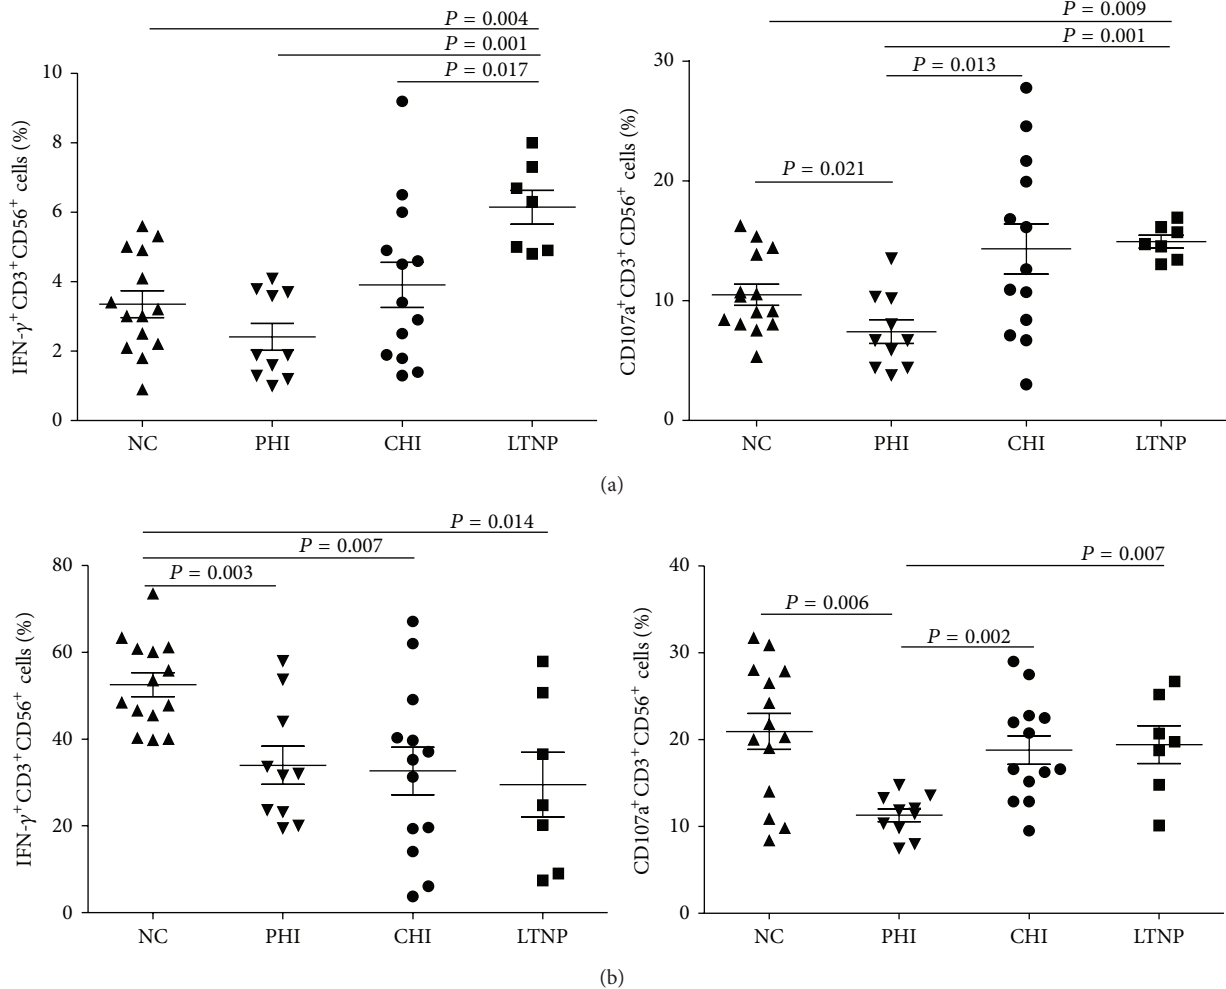 P = 0.004
P = 0.001
P = 0.017
IFN-γ⁺ CD3⁺CD56⁺ cells (%)
10
8
6
4
2
0
NC PHI CHI LTNP
P = 0.009
P = 0.001
P = 0.013
P = 0.021
CD107a⁺CD3⁺CD56⁺ cells (%)
30
20
10
0
NC PHI CHI LTNP
(a)
P = 0.014
P = 0.007
P = 0.003
IFN-γ⁺CD3⁺CD56⁺ cells (%)
80
60
40
20
0
NC PHI CHI LTNP
P = 0.007
P = 0.006
P = 0.002
CD107a⁺CD3⁺CD56⁺ cells (%)
40
30
20
10
0
NC PHI CHI LTNP
(b)